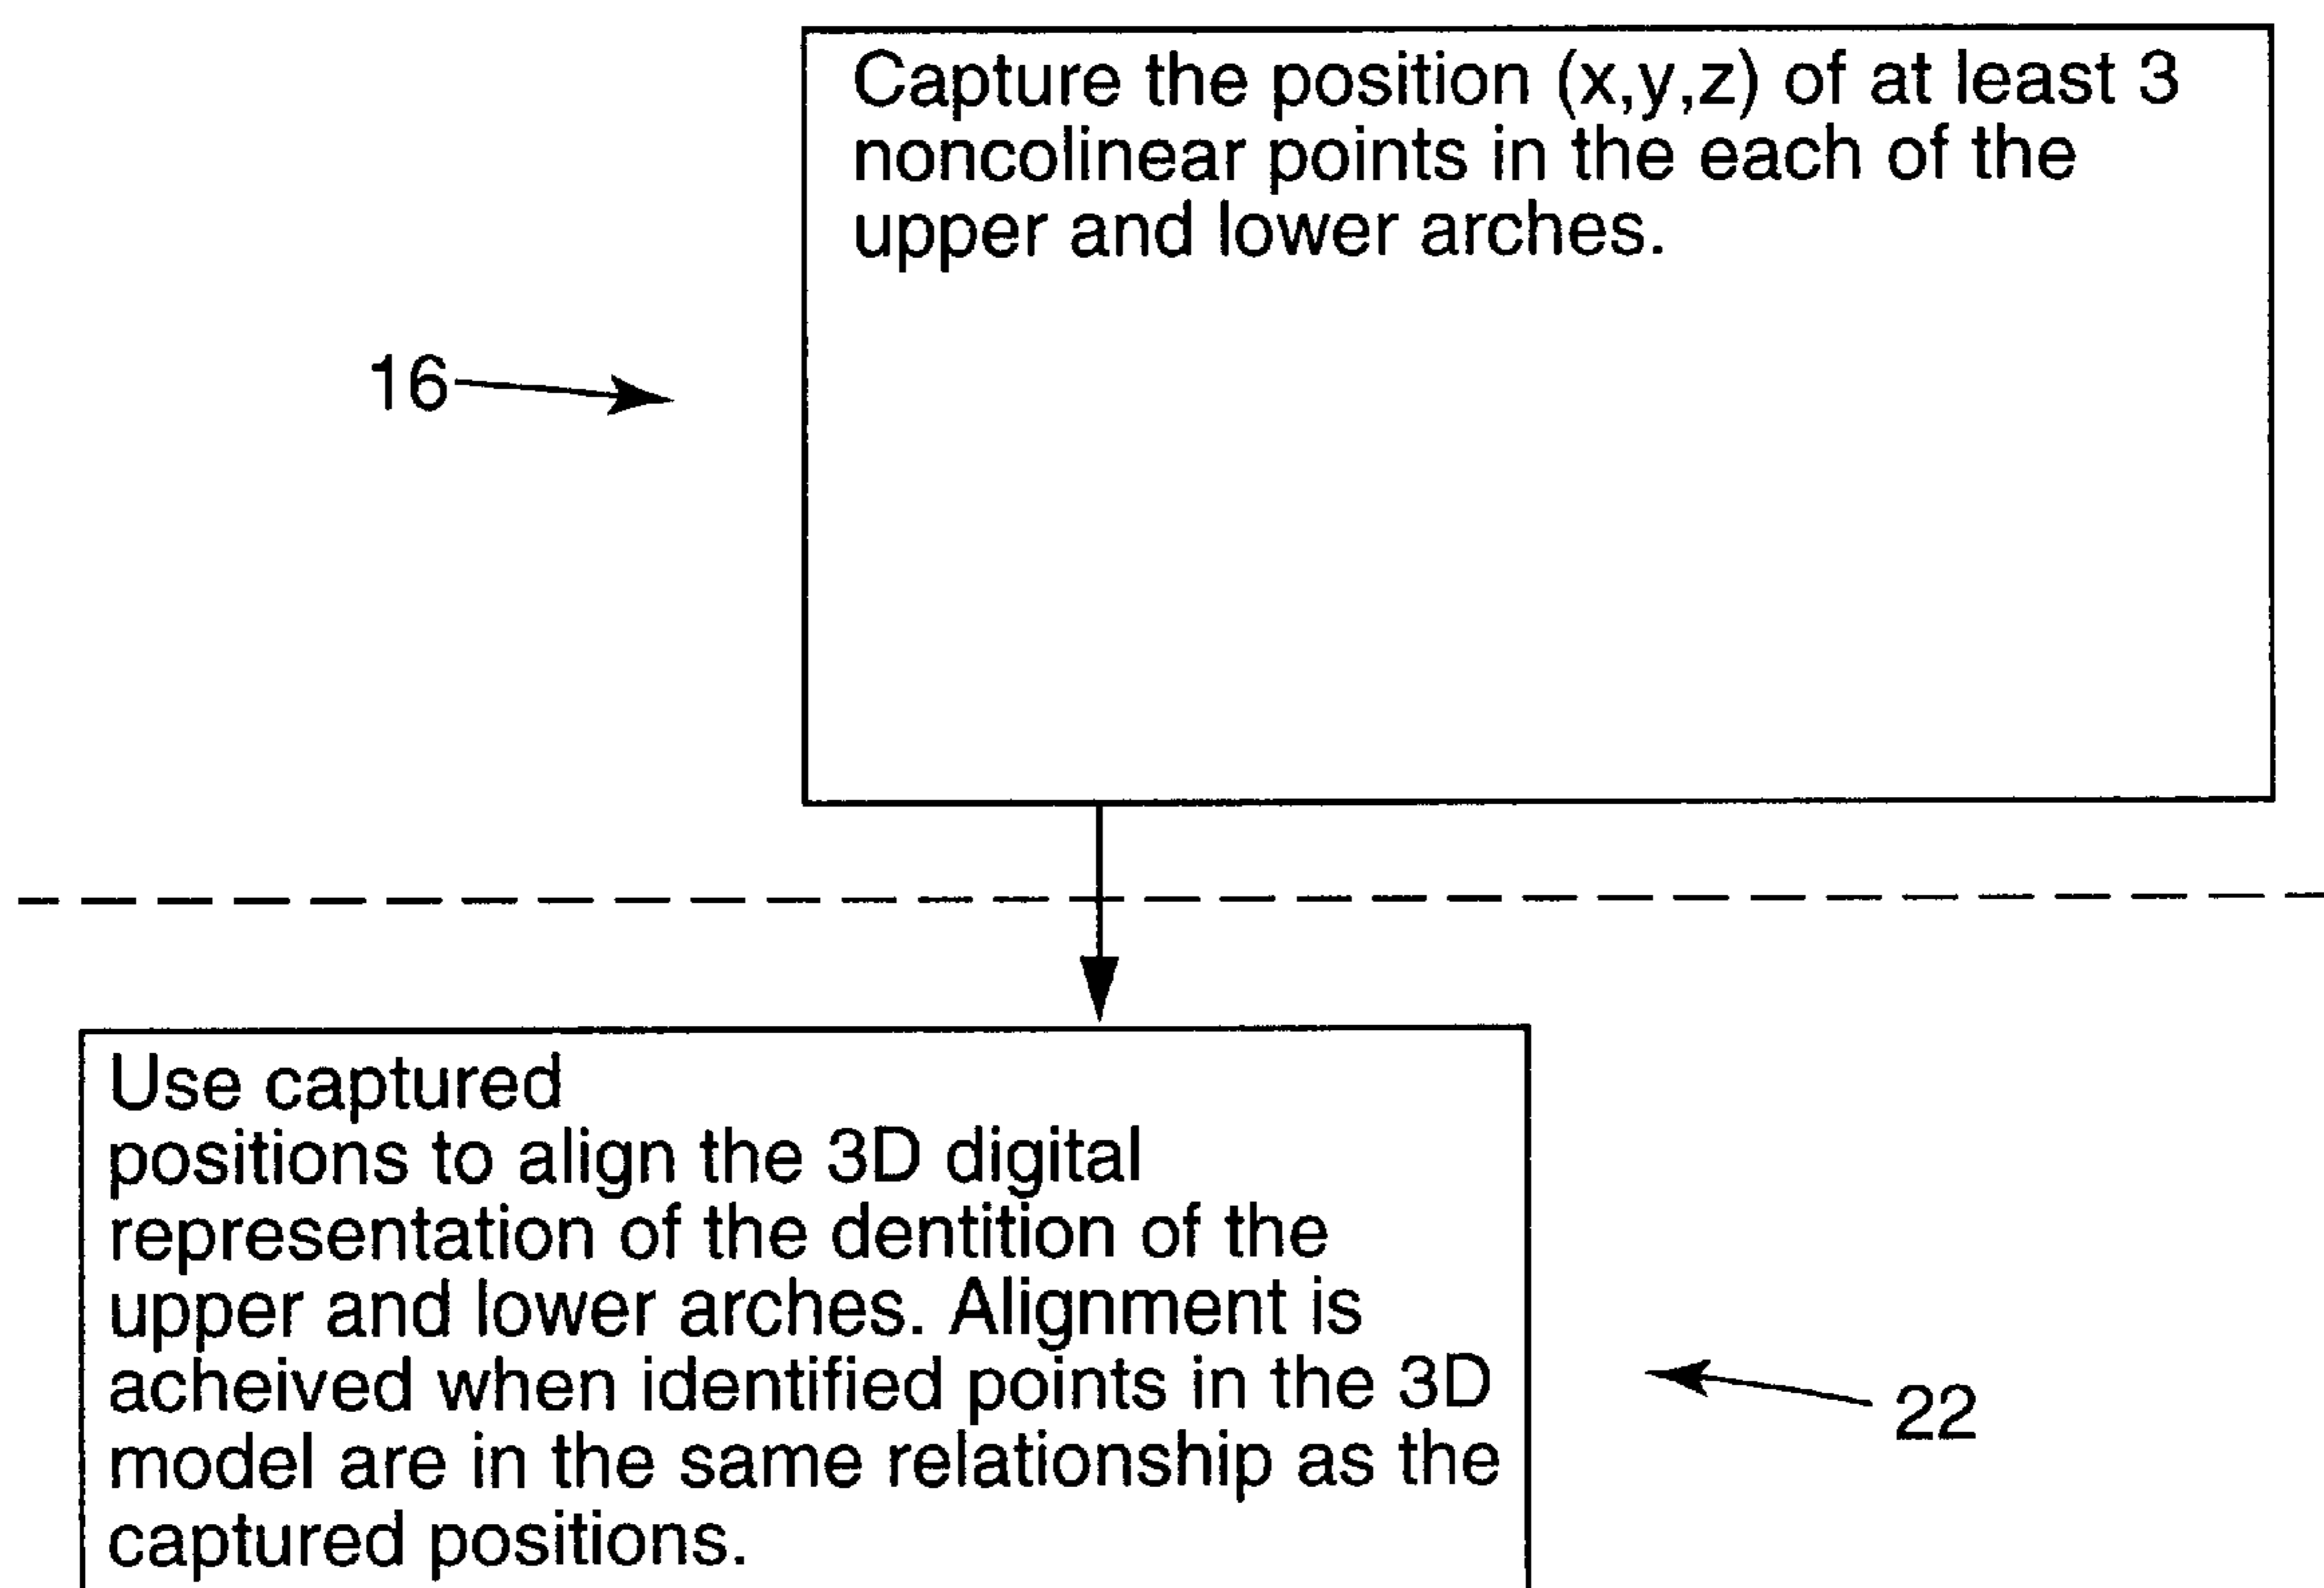 Capture the position (x,y,z) of at least 3
noncolinear points in the each of the
upper and lower arches.
16
Use captured
positions to align the 3D digital
representation of the dentition of the
upper and lower arches. Alignment is
acheived when identified points in the 3D
model are in the same relationship as the
captured positions.
22